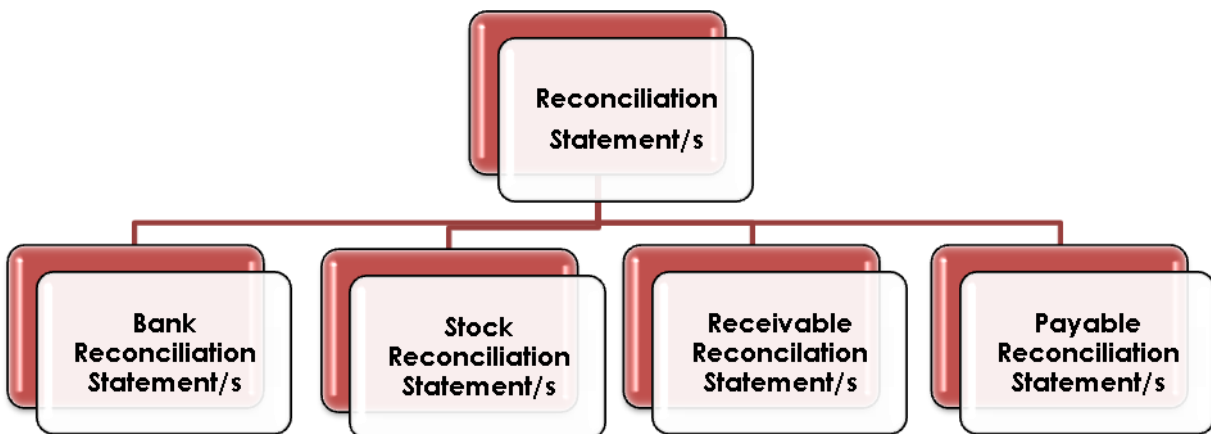 Reconciliation
Statement/s
Bank
Reconciliation
Statement/s
Stock
Reconciliation
Statement/s
Receivable
Reconcilation
Statement/s
Payable
Reconciliation
Statement/s